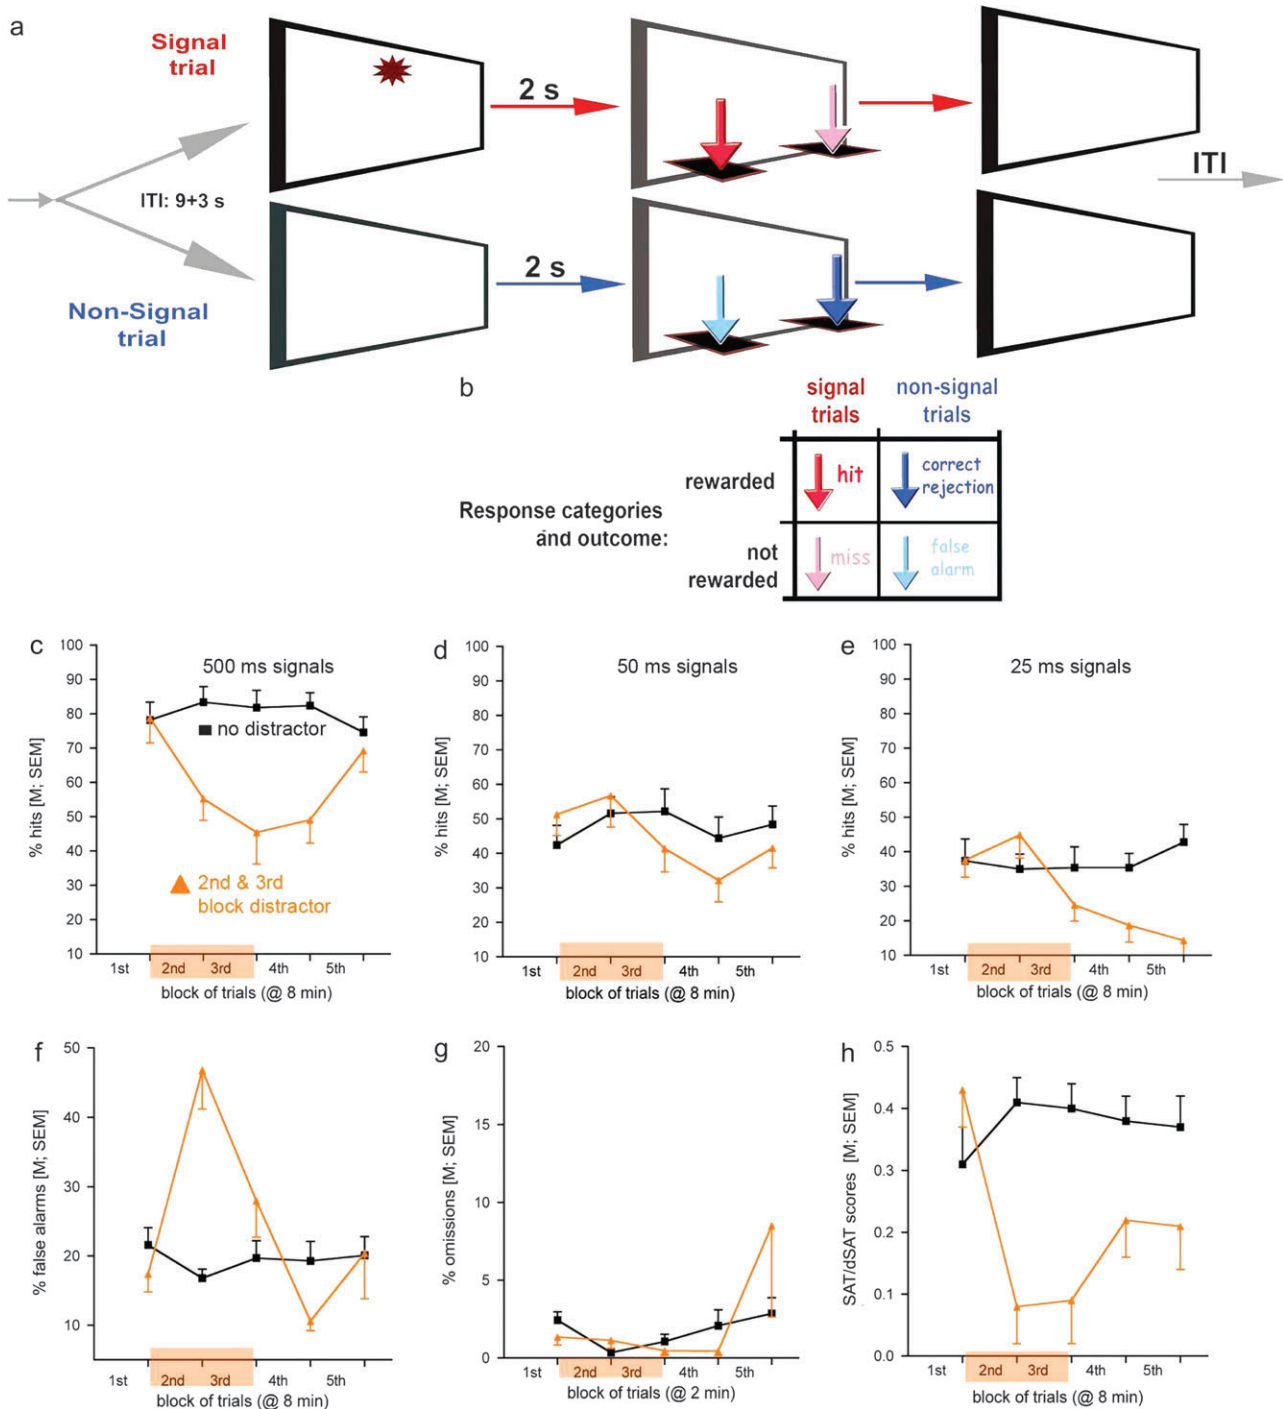 a
Signal
trial
2 s
ITI: 9+3 s
ITI
2 s
Non-Signal
trial
b
signal
trials
non-signal
trials
rewarded
hit
correct
rejection
Response categories
and outcome:
not
rewarded
miss
false
alarm
c
500 ms signals
100
90
80
70
60
50
40
30
20
10
% hits [M; SEM]
no distractor
2nd & 3rd
block distractor
1st 2nd 3rd 4th 5th
block of trials (@ 8 min)
d
50 ms signals
100
90
80
70
60
50
40
30
20
10
% hits [M; SEM]
1st 2nd 3rd 4th 5th
block of trials (@ 8 min)
e
25 ms signals
100
90
80
70
60
50
40
30
20
10
% hits [M; SEM]
1st 2nd 3rd 4th 5th
block of trials (@ 8 min)
f
50
40
30
20
10
% false alarms [M; SEM]
1st 2nd 3rd 4th 5th
block of trials (@ 8 min)
g
20
15
10
5
0
% omissions [M; SEM]
1st 2nd 3rd 4th 5th
block of trials (@ 2 min)
h
0.5
0.4
0.3
0.2
0.1
0.0
SAT/dSAT scores [M; SEM]
1st 2nd 3rd 4th 5th
block of trials (@ 8 min)